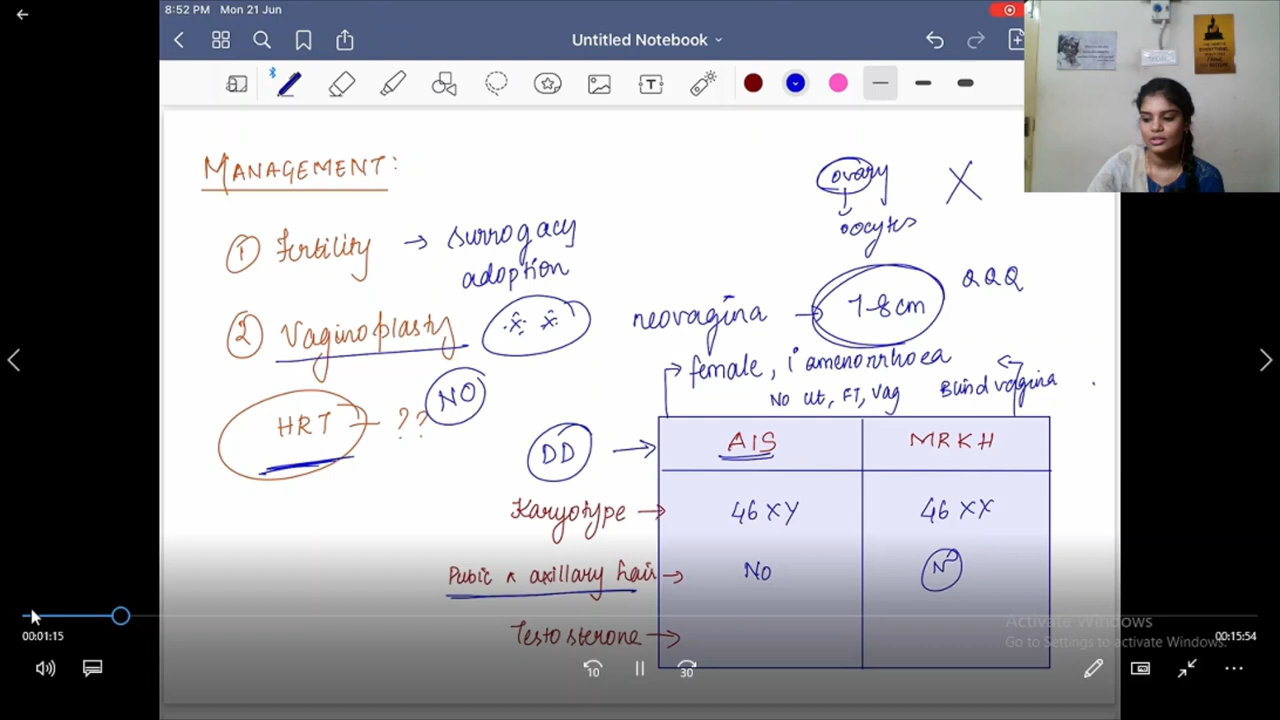 8:52 PM Mon 21 Jun
Untitled Notebook
MANAGEMENT:
ovary
oocytes
① Fertility → surrogacy
adoption
② Vaginoplasty
neovagina → 7-8cm
HRT → ??
NO
female, i amenorrhoea
No Ut, FT, Vag
Blind vagina
DD → AIS MRKH
Karyotype → 46 XY 46 XX
Pubic & axillary hair → NO N
Testosterone →
Activate Windows
Go to Settings to activate Windows.
00:01:15
00:15:54
10
30